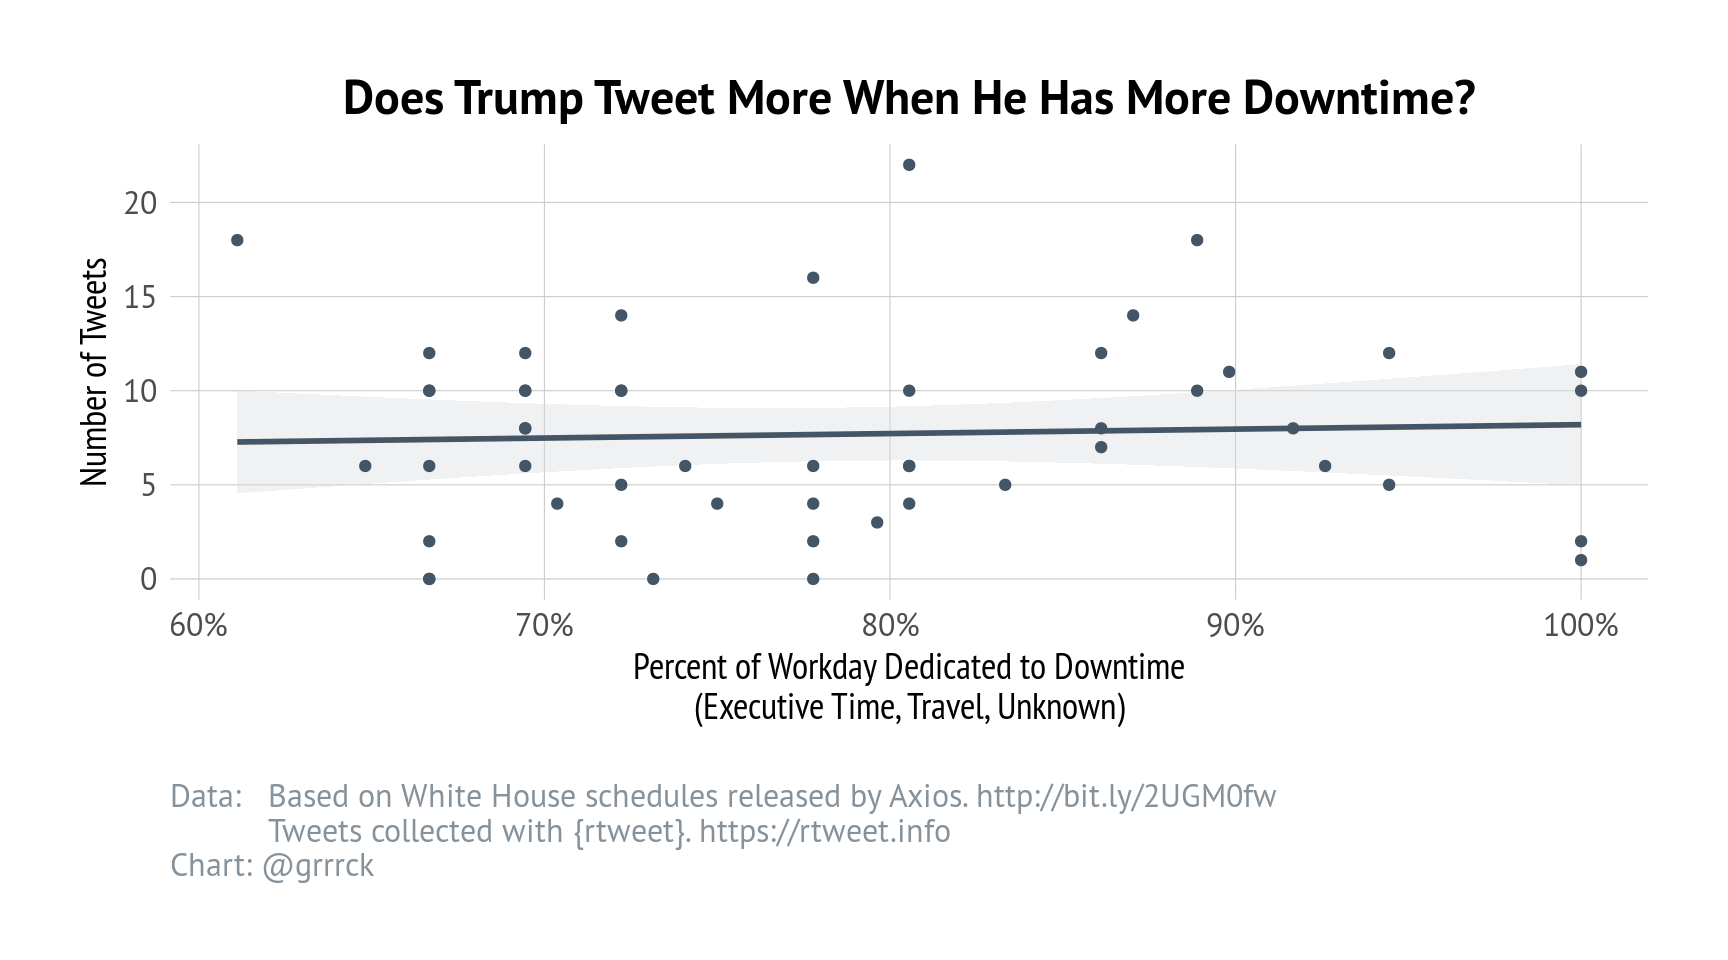 Does Trump Tweet More When He Has More Downtime?
Number of Tweets
20
15
10
5
0
60% 70% 80% 90% 100%
Percent of Workday Dedicated to Downtime
(Executive Time, Travel, Unknown)
Data: Based on White House schedules released by Axios. http://bit.ly/2UGM0fw
Tweets collected with {rtweet}. https://rtweet.info
Chart: @grrrck